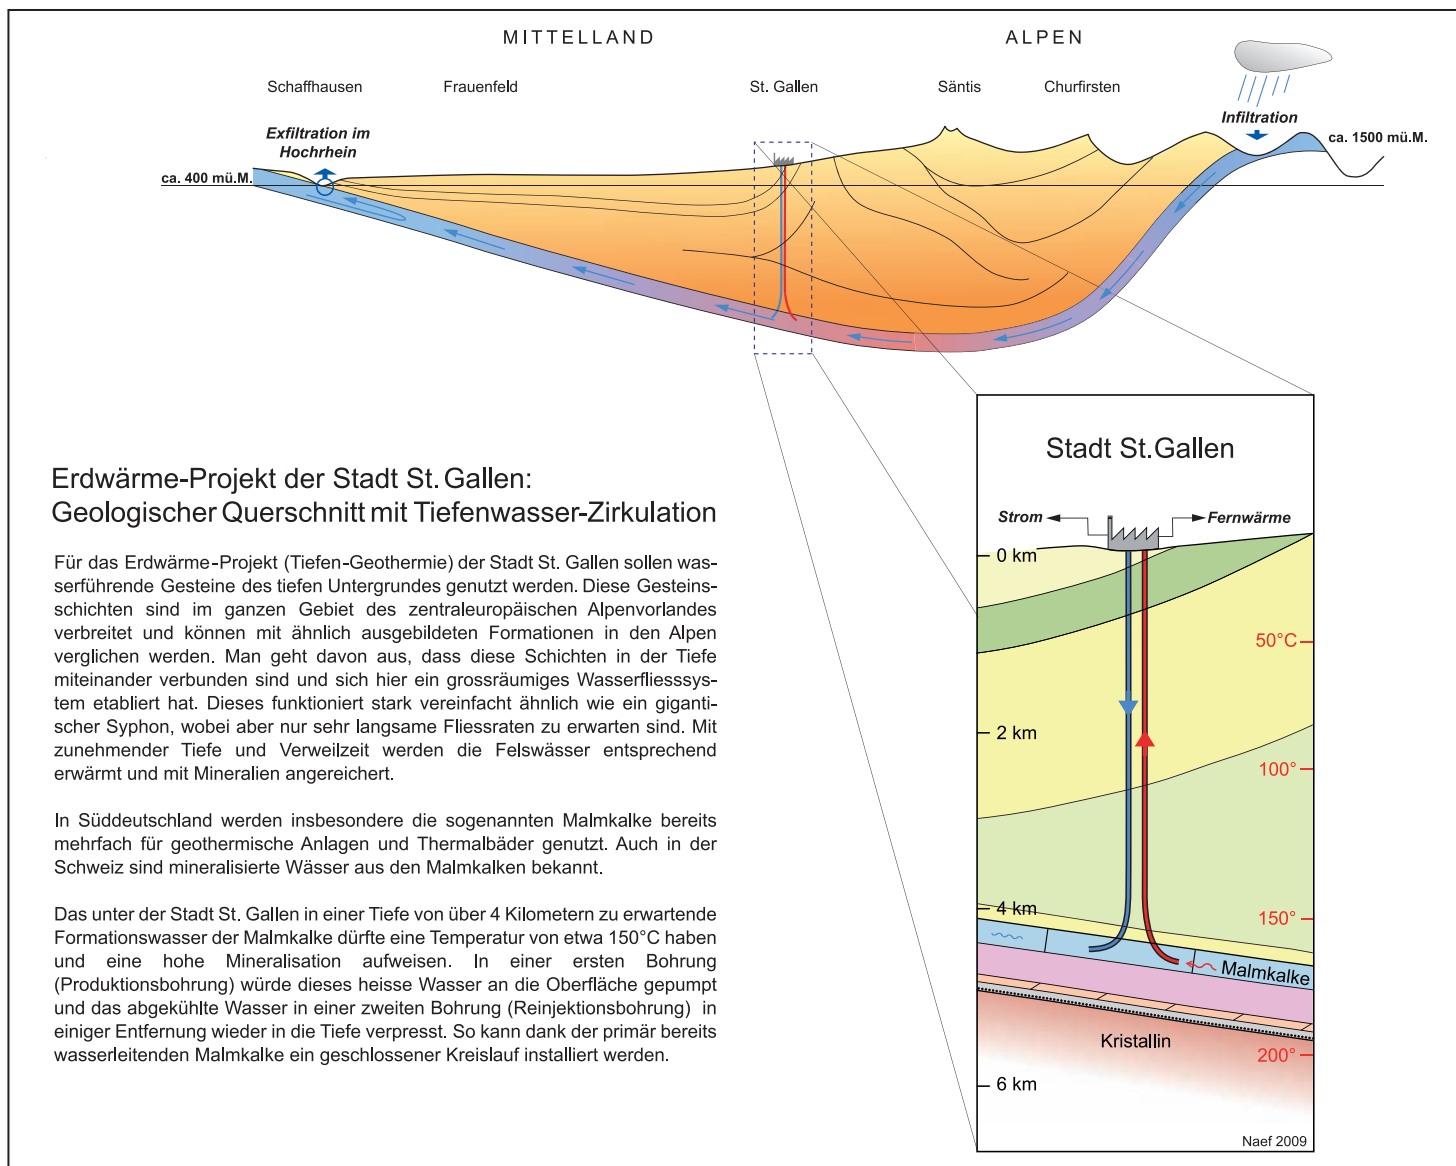 MITTELLAND
ALPEN
Schaffhausen
Frauenfeld
St. Gallen
Säntis
Churfirsten
Exfiltration im
Hochrhein
Infiltration
ca. 1500 mü.M.
ca. 400 mü.M.
Erdwärme-Projekt der Stadt St. Gallen:
Geologischer Querschnitt mit Tiefenwasser-Zirkulation
Für das Erdwärme-Projekt (Tiefen-Geothermie) der Stadt St. Gallen sollen was-
serführende Gesteine des tiefen Untergrundes genutzt werden. Diese Gesteins-
schichten sind im ganzen Gebiet des zentraleuropäischen Alpenvorlandes
verbreitet und können mit ähnlich ausgebildeten Formationen in den Alpen
verglichen werden. Man geht davon aus, dass diese Schichten in der Tiefe
miteinander verbunden sind und sich hier ein grossräumiges Wasserfliesssys-
tem etabliert hat. Dieses funktioniert stark vereinfacht ähnlich wie ein giganti-
scher Syphon, wobei aber nur sehr langsame Fliessraten zu erwarten sind. Mit
zunehmender Tiefe und Verweilzeit werden die Felswässer entsprechend
erwärmt und mit Mineralien angereichert.
In Süddeutschland werden insbesondere die sogenannten Malmkalke bereits
mehrfach für geothermische Anlagen und Thermalbäder genutzt. Auch in der
Schweiz sind mineralisierte Wässer aus den Malmkalken bekannt.
Das unter der Stadt St. Gallen in einer Tiefe von über 4 Kilometern zu erwartende
Formationswasser der Malmkalke dürfte eine Temperatur von etwa 150°C haben
und eine hohe Mineralisation aufweisen. In einer ersten Bohrung
(Produktionsbohrung) würde dieses heisse Wasser an die Oberfläche gepumpt
und das abgekühlte Wasser in einer zweiten Bohrung (Reinjektionsbohrung) in
einiger Entfernung wieder in die Tiefe verpresst. So kann dank der primär bereits
wasserleitenden Malmkalke ein geschlossener Kreislauf installiert werden.
Stadt St.Gallen
Strom
Fernwärme
0 km
50°C
2 km
100°
4 km
150°
Malmkalke
Kristallin
200°
6 km
Naef 2009